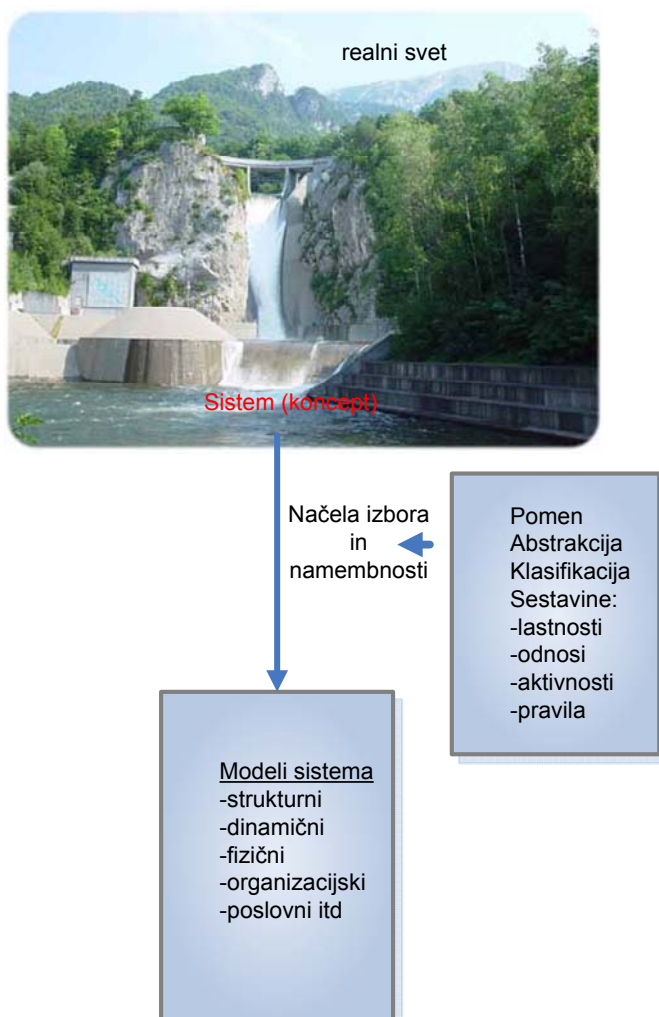 realni svet
Sistem (koncept)
Načela izbora
in
namembnosti
Pomen
Abstrakcija
Klasifikacija
Sestavine:
-lastnosti
-odnosi
-aktivnosti
-pravila
Modeli sistema
-strukturni
-dinamični
-fizični
-organizacijski
-poslovni itd